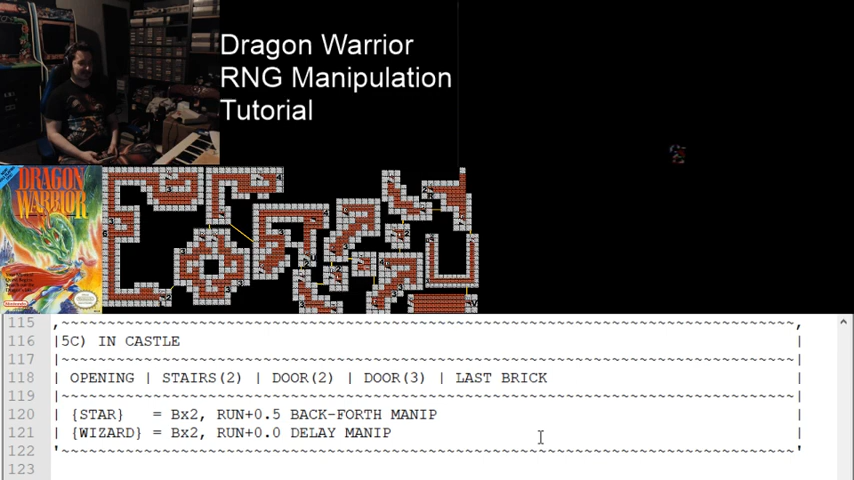 Dragon Warrior
RNG Manipulation
Tutorial
DRAGON
WARRIOR
Nintendo
115 ,~~~~~~~~~~~~~~~~~~~~~~~~~~~~~~~~~~~~~~~~~~~~~~~~~~~~~~~~~~~~~~~~~~~~~~~~~~~~~~~~,
116 |5C) IN CASTLE |
117 |~~~~~~~~~~~~~~~~~~~~~~~~~~~~~~~~~~~~~~~~~~~~~~~~~~~~~~~~~~~~~~~~~~~~~~~~~~~~~~~~|
118 | OPENING | STAIRS(2) | DOOR(2) | DOOR(3) | LAST BRICK |
119 |~~~~~~~~~~~~~~~~~~~~~~~~~~~~~~~~~~~~~~~~~~~~~~~~~~~~~~~~~~~~~~~~~~~~~~~~~~~~~~~~|
120 | {STAR} = Bx2, RUN+0.5 BACK-FORTH MANIP |
121 | {WIZARD} = Bx2, RUN+0.0 DELAY MANIP |
122 '~~~~~~~~~~~~~~~~~~~~~~~~~~~~~~~~~~~~~~~~~~~~~~~~~~~~~~~~~~~~~~~~~~~~~~~~~~~~~~~~'
123